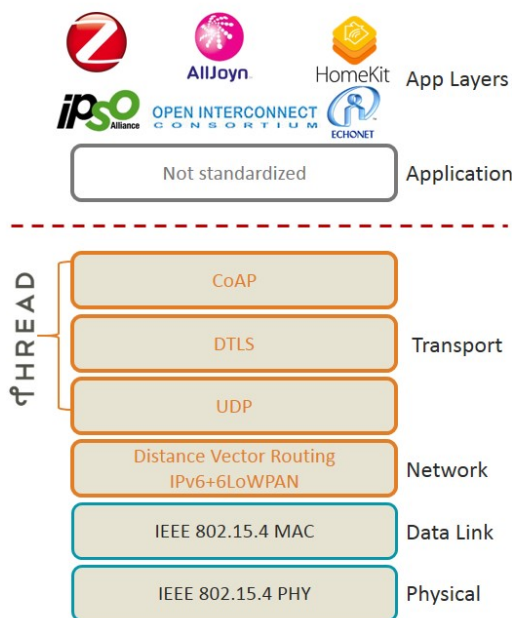 Z
AllJoyn
HomeKit
App Layers
ipso
Alliance
OPEN INTERCONNECT
CONSORTIUM
ECHONET
Not standardized
Application
THREAD
CoAP
DTLS
Transport
UDP
Distance Vector Routing
IPv6+6LoWPAN
Network
IEEE 802.15.4 MAC
Data Link
IEEE 802.15.4 PHY
Physical